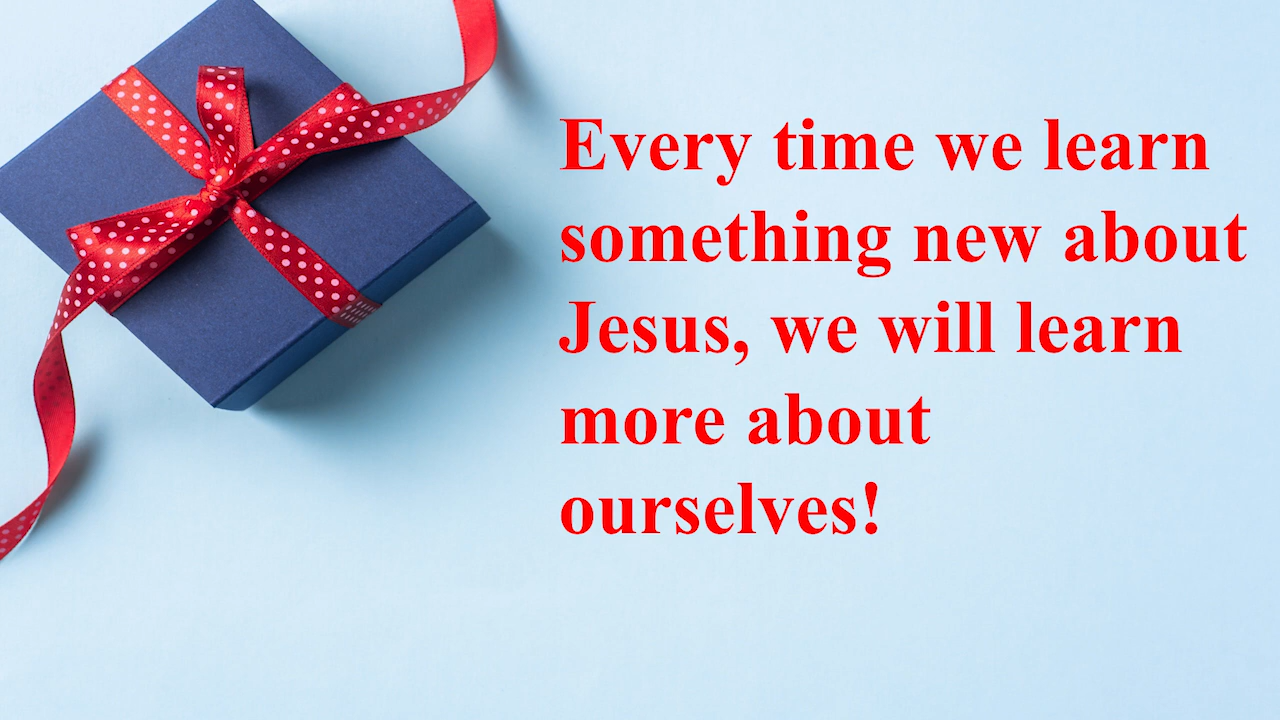 Every time we learn
something new about
Jesus, we will learn
more about
ourselves!